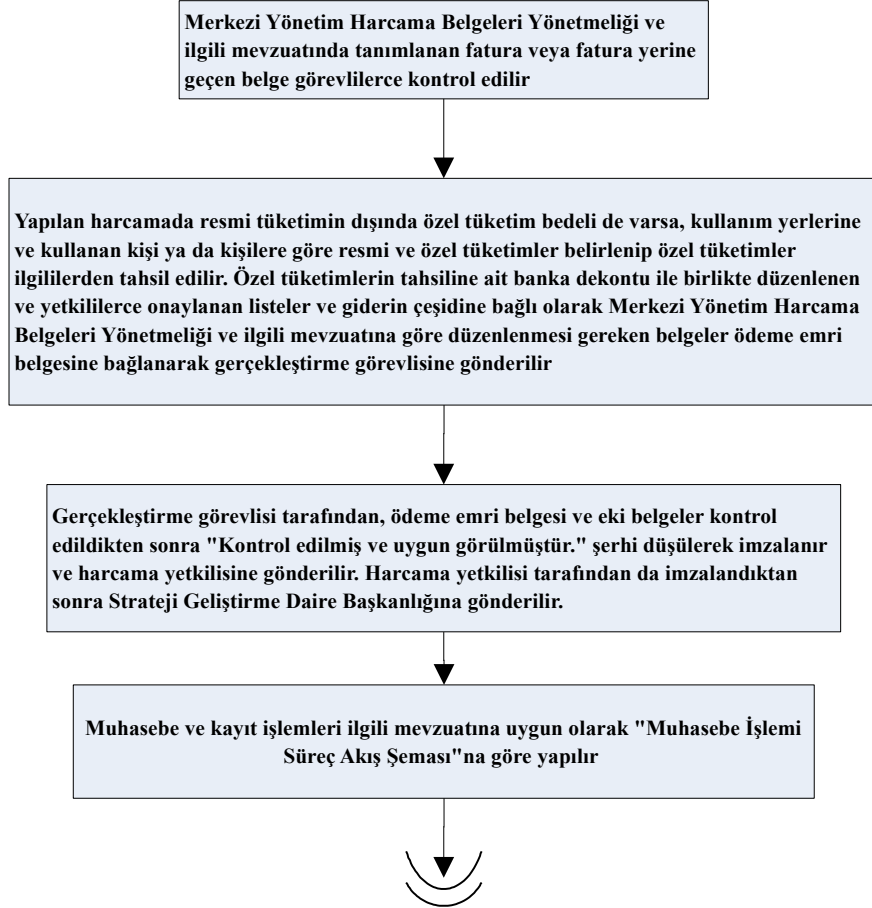 Merkezi Yönetim Harcama Belgeleri Yönetmeliği ve
ilgili mevzuatında tanımlanan fatura veya fatura yerine
geçen belge görevlilerce kontrol edilir
Yapılan harcamada resmi tüketimin dışında özel tüketim bedeli de varsa, kullanım yerlerine
ve kullanan kişi ya da kişilere göre resmi ve özel tüketimler belirlenip özel tüketimler
ilgililerden tahsil edilir. Özel tüketimlerin tahsiline ait banka dekontu ile birlikte düzenlenen
ve yetkililerce onaylanan listeler ve giderin çeşidine bağlı olarak Merkezi Yönetim Harcama
Belgeleri Yönetmeliği ve ilgili mevzuatına göre düzenlenmesi gereken belgeler ödeme emri
belgesine bağlanarak gerçekleştirme görevlisine gönderilir
Gerçekleştirme görevlisi tarafından, ödeme emri belgesi ve eki belgeler kontrol
edildikten sonra "Kontrol edilmiş ve uygun görülmüştür." şerhi düşülerek imzalanır
ve harcama yetkilisine gönderilir. Harcama yetkilisi tarafından da imzalandıktan
sonra Strateji Geliştirme Daire Başkanlığına gönderilir.
Muhasebe ve kayıt işlemleri ilgili mevzuatına uygun olarak "Muhasebe İşlemi
Süreç Akış Şeması"na göre yapılır